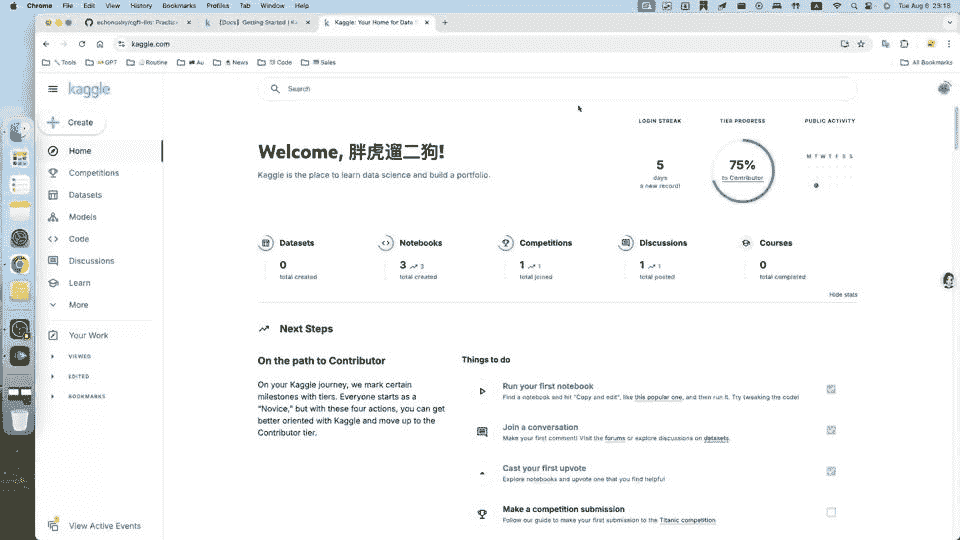 Chrome File Edit View History Bookmarks Profiles Tab Window Help
Tue Aug 6 23:18
[Docs] Getting Started | Ka
Kaggle: Your Home for Data S
kaggle.com
Tools GPT Routine Au News Code Sales
All Bookmarks
kaggle
Search
Create
Home
Competitions
Datasets
Models
Code
Discussions
Learn
More
Your Work
VIEWED
EDITED
BOOKMARKS
View Active Events
Welcome, 胖虎遛二狗!
Kaggle is the place to learn data science and build a portfolio.
LOGIN STREAK
5
days
a new record!
TIER PROGRESS
75%
to Contributor
PUBLIC ACTIVITY
M T W T F S S
Datasets
0
total created
Notebooks
3 3
total created
Competitions
1 1
total joined
Discussions
1 1
total posted
Courses
0
total completed
Hide stats
Next Steps
On the path to Contributor
On your Kaggle journey, we mark certain
milestones with tiers. Everyone starts as a
"Novice," but with these four actions, you can get
better oriented with Kaggle and move up to the
Contributor tier.
Things to do
Run your first notebook
Find a notebook and hit "Copy and edit", like this popular one, and then run it. Try tweaking the code!
Join a conversation
Make your first comment! Visit the forums or explore discussions on datasets.
Cast your first upvote
Explore notebooks and upvote one that you find helpful
Make a competition submission
Follow our guide to make your first submission to the Titanic competition